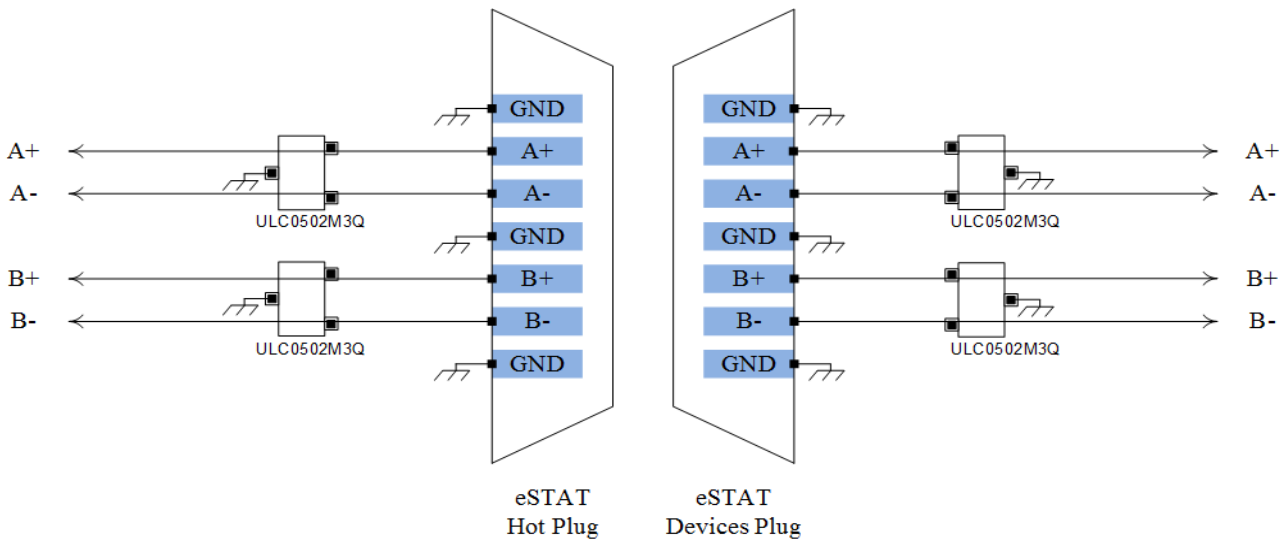 GND GND
A+ A+ A+ A+
A- A- A- A-
ULC0502M3Q ULC0502M3Q
GND GND
B+ B+ B+ B+
B- B- B- B-
ULC0502M3Q ULC0502M3Q
GND GND
eSTAT
Hot Plug
eSTAT
Devices Plug